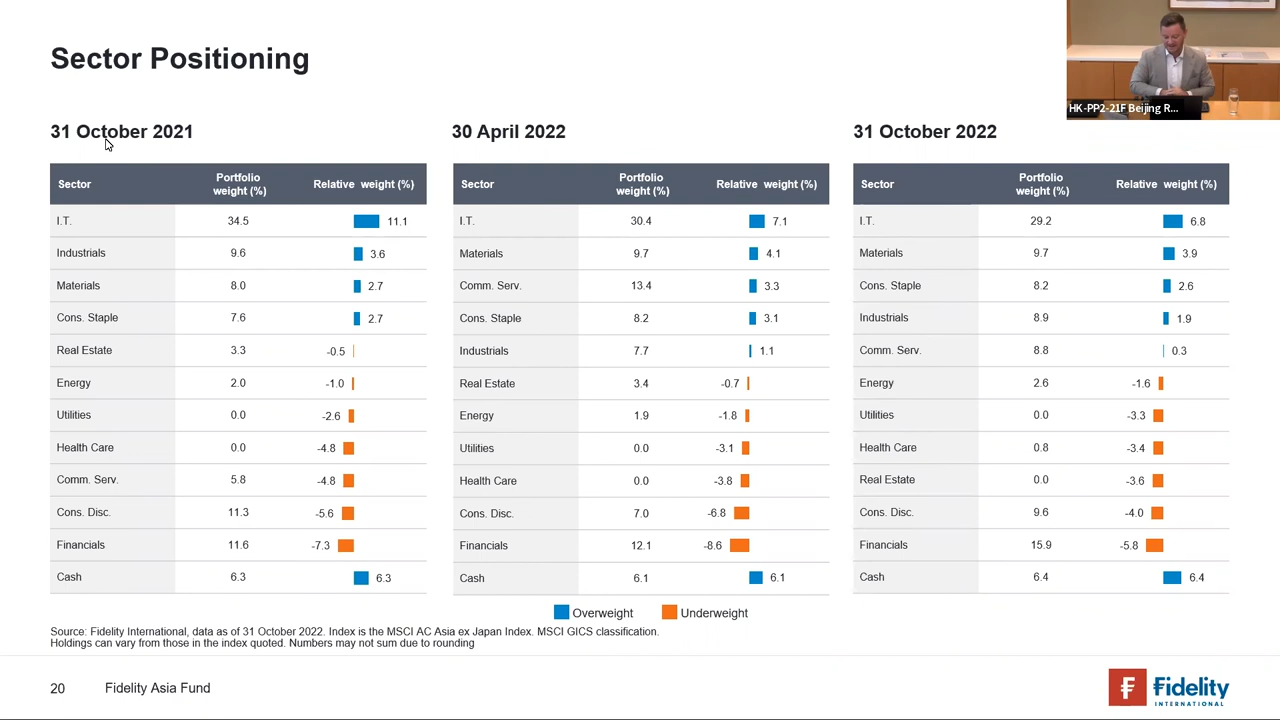 Sector Positioning
HK-PP2-21F Beijing R...
31 October 2021
Sector Portfolio weight (%) Relative weight (%)
I.T. 34.5 11.1
Industrials 9.6 3.6
Materials 8.0 2.7
Cons. Staple 7.6 2.7
Real Estate 3.3 -0.5
Energy 2.0 -1.0
Utilities 0.0 -2.6
Health Care 0.0 -4.8
Comm. Serv. 5.8 -4.8
Cons. Disc. 11.3 -5.6
Financials 11.6 -7.3
Cash 6.3 6.3
30 April 2022
Sector Portfolio weight (%) Relative weight (%)
I.T. 30.4 7.1
Materials 9.7 4.1
Comm. Serv. 13.4 3.3
Cons. Staple 8.2 3.1
Industrials 7.7 1.1
Real Estate 3.4 -0.7
Energy 1.9 -1.8
Utilities 0.0 -3.1
Health Care 0.0 -3.8
Cons. Disc. 7.0 -6.8
Financials 12.1 -8.6
Cash 6.1 6.1
31 October 2022
Sector Portfolio weight (%) Relative weight (%)
I.T. 29.2 6.8
Materials 9.7 3.9
Cons. Staple 8.2 2.6
Industrials 8.9 1.9
Comm. Serv. 8.8 0.3
Energy 2.6 -1.6
Utilities 0.0 -3.3
Health Care 0.8 -3.4
Real Estate 0.0 -3.6
Cons. Disc. 9.6 -4.0
Financials 15.9 -5.8
Cash 6.4 6.4
Overweight Underweight
Source: Fidelity International, data as of 31 October 2022. Index is the MSCI AC Asia ex Japan Index. MSCI GICS classification.
Holdings can vary from those in the index quoted. Numbers may not sum due to rounding
20 Fidelity Asia Fund
Fidelity
INTERNATIONAL